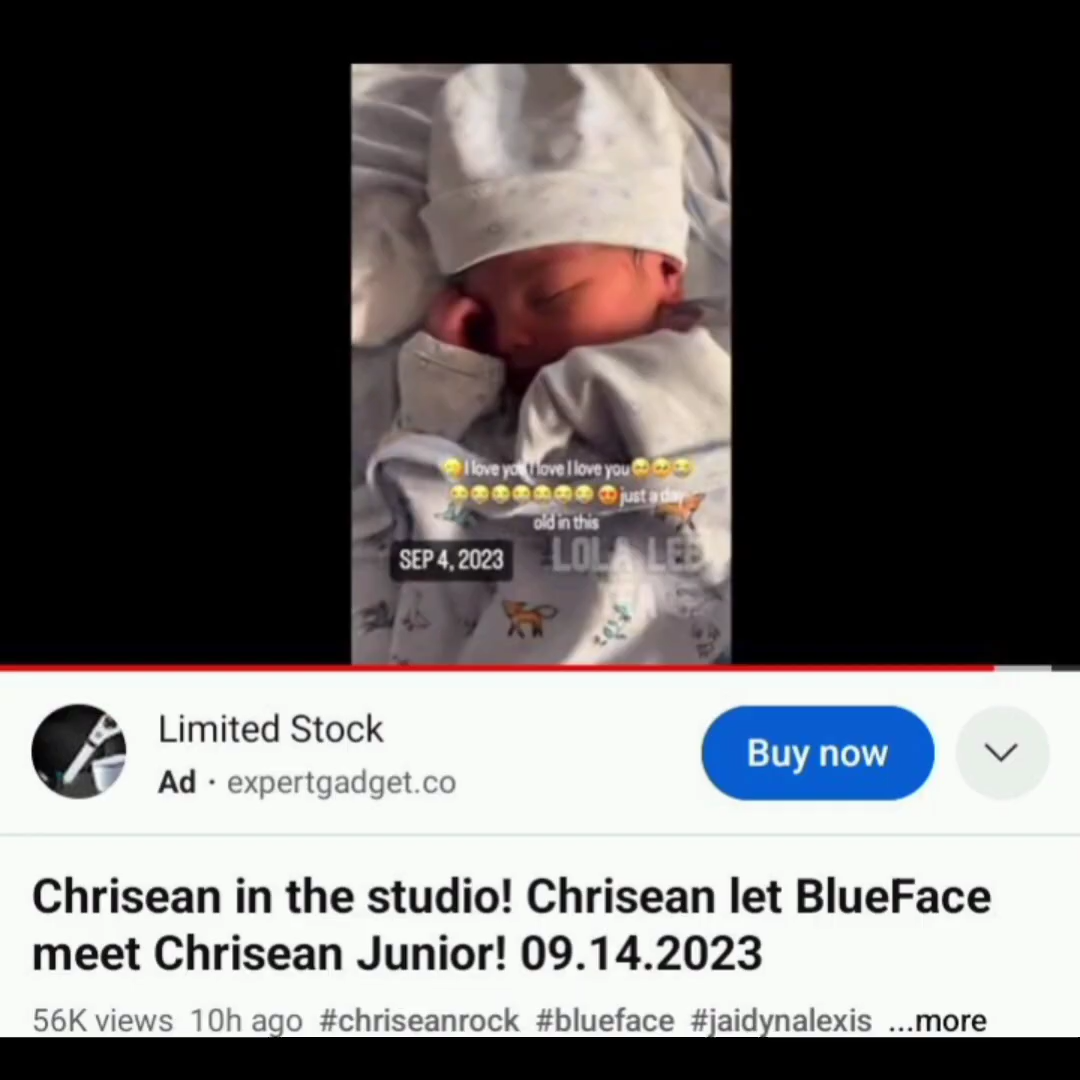 😢 I love you I love I love you 🥹🥹😭
😭😭😭😭😭😭😭 😍 just a day
old in this
SEP 4, 2023
LOLA LEE
Limited Stock
Ad · expertgadget.co
Buy now
Chrisean in the studio! Chrisean let BlueFace
meet Chrisean Junior! 09.14.2023
56K views 10h ago #chriseanrock #blueface #jaidynalexis ...more